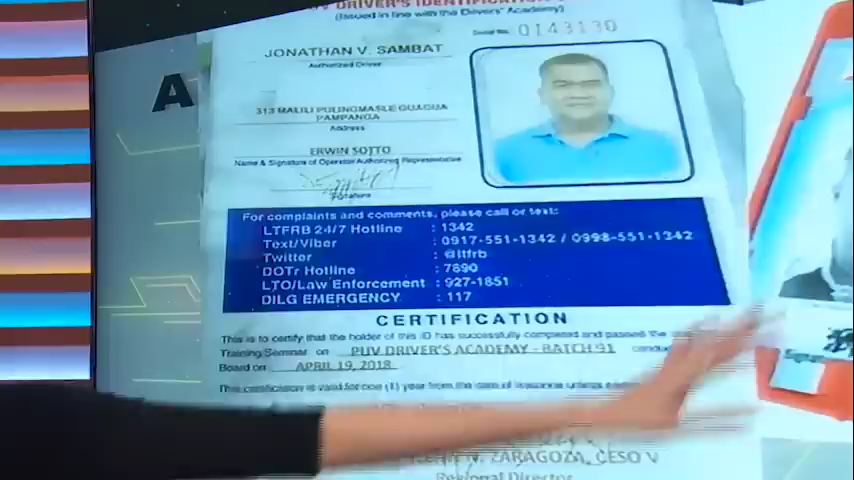 DRIVER'S IDENTIFICATION
(Issued in line with the Drivers' Academy)
0143130
JONATHAN V. SAMBAT
Authorized Driver
313 MALILI PULINGMASLE GUAGUA
PAMPANGA
Address
ERWIN SOTTO
Name & Signature of Operator/Authorized Representative
Signature
A
For complaints and comments, please call or text:
LTFRB 24/7 Hotline : 1342
Text/Viber : 0917-551-1342 / 0998-551-1342
Twitter : @ltfrb
DOTr Hotline : 7890
LTO/Law Enforcement : 927-1851
DILG EMERGENCY : 117
CERTIFICATION
This is to certify that the holder of this ID has successfully completed and passed the
Training Seminar on PUV DRIVER'S ACADEMY - BATCH 91
Board on APRIL 19, 2018
This certification is valid for one (1) year from the date of issuance unless
ZARAGOZA, CESO V
Regional Director